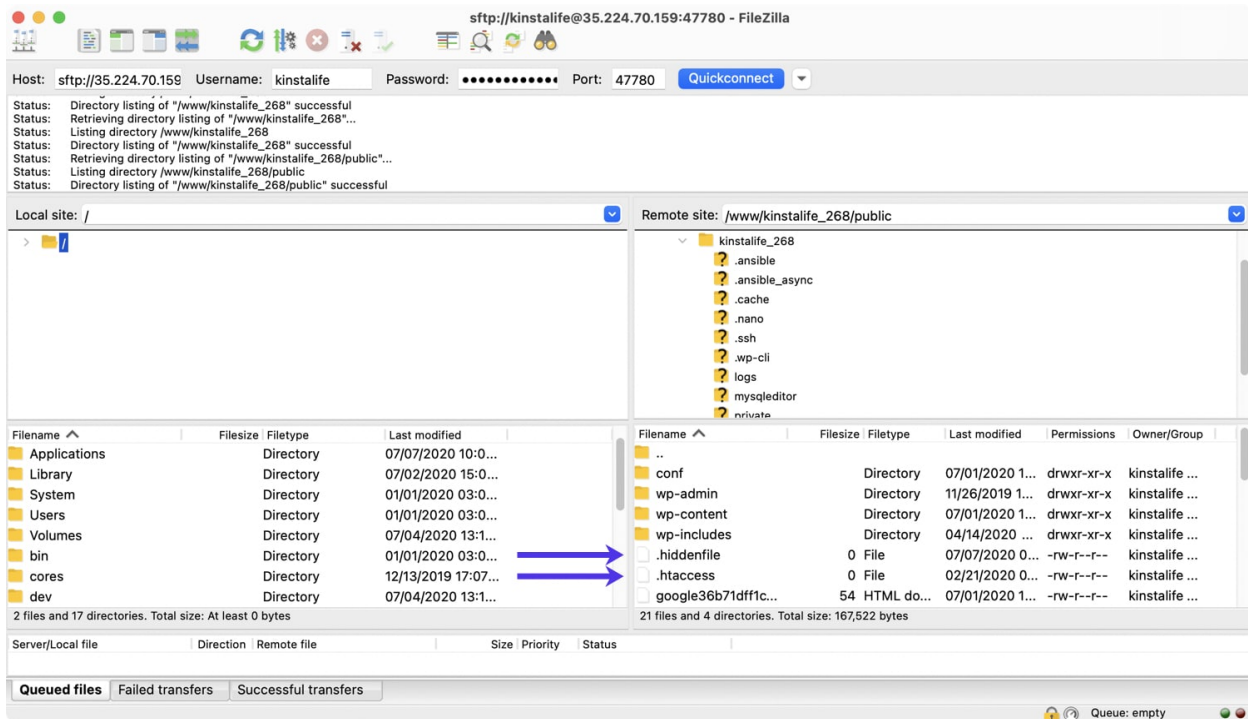 sftp://kinstalife@35.224.70.159:47780 - FileZilla
Host: sftp://35.224.70.159 Username: kinstalife Password: •••••••••••• Port: 47780 Quickconnect
Status: Directory listing of "/www/kinstalife_268" successful
Status: Retrieving directory listing of "/www/kinstalife_268"...
Status: Listing directory /www/kinstalife_268
Status: Directory listing of "/www/kinstalife_268" successful
Status: Retrieving directory listing of "/www/kinstalife_268/public"...
Status: Listing directory /www/kinstalife_268/public
Status: Directory listing of "/www/kinstalife_268/public" successful
Local site: /
/
Filename Filesize Filetype Last modified
Applications Directory 07/07/2020 10:0...
Library Directory 07/02/2020 15:0...
System Directory 01/01/2020 03:0...
Users Directory 01/01/2020 03:0...
Volumes Directory 07/04/2020 13:1...
bin Directory 01/01/2020 03:0...
cores Directory 12/13/2019 17:07...
dev Directory 07/04/2020 13:1...
2 files and 17 directories. Total size: At least 0 bytes
Remote site: /www/kinstalife_268/public
kinstalife_268
.ansible
.ansible_async
.cache
.nano
.ssh
.wp-cli
logs
mysqleditor
private
Filename Filesize Filetype Last modified Permissions Owner/Group
..
conf Directory 07/01/2020 1... drwxr-xr-x kinstalife ...
wp-admin Directory 11/26/2019 1... drwxr-xr-x kinstalife ...
wp-content Directory 07/01/2020 1... drwxr-xr-x kinstalife ...
wp-includes Directory 04/14/2020 ... drwxr-xr-x kinstalife ...
.hiddenfile 0 File 07/07/2020 0... -rw-r--r-- kinstalife ...
.htaccess 0 File 02/21/2020 0... -rw-r--r-- kinstalife ...
google36b71dff1c... 54 HTML do... 07/01/2020 1... -rw-r--r-- kinstalife ...
21 files and 4 directories. Total size: 167,522 bytes
Server/Local file Direction Remote file Size Priority Status
Queued files Failed transfers Successful transfers
Queue: empty